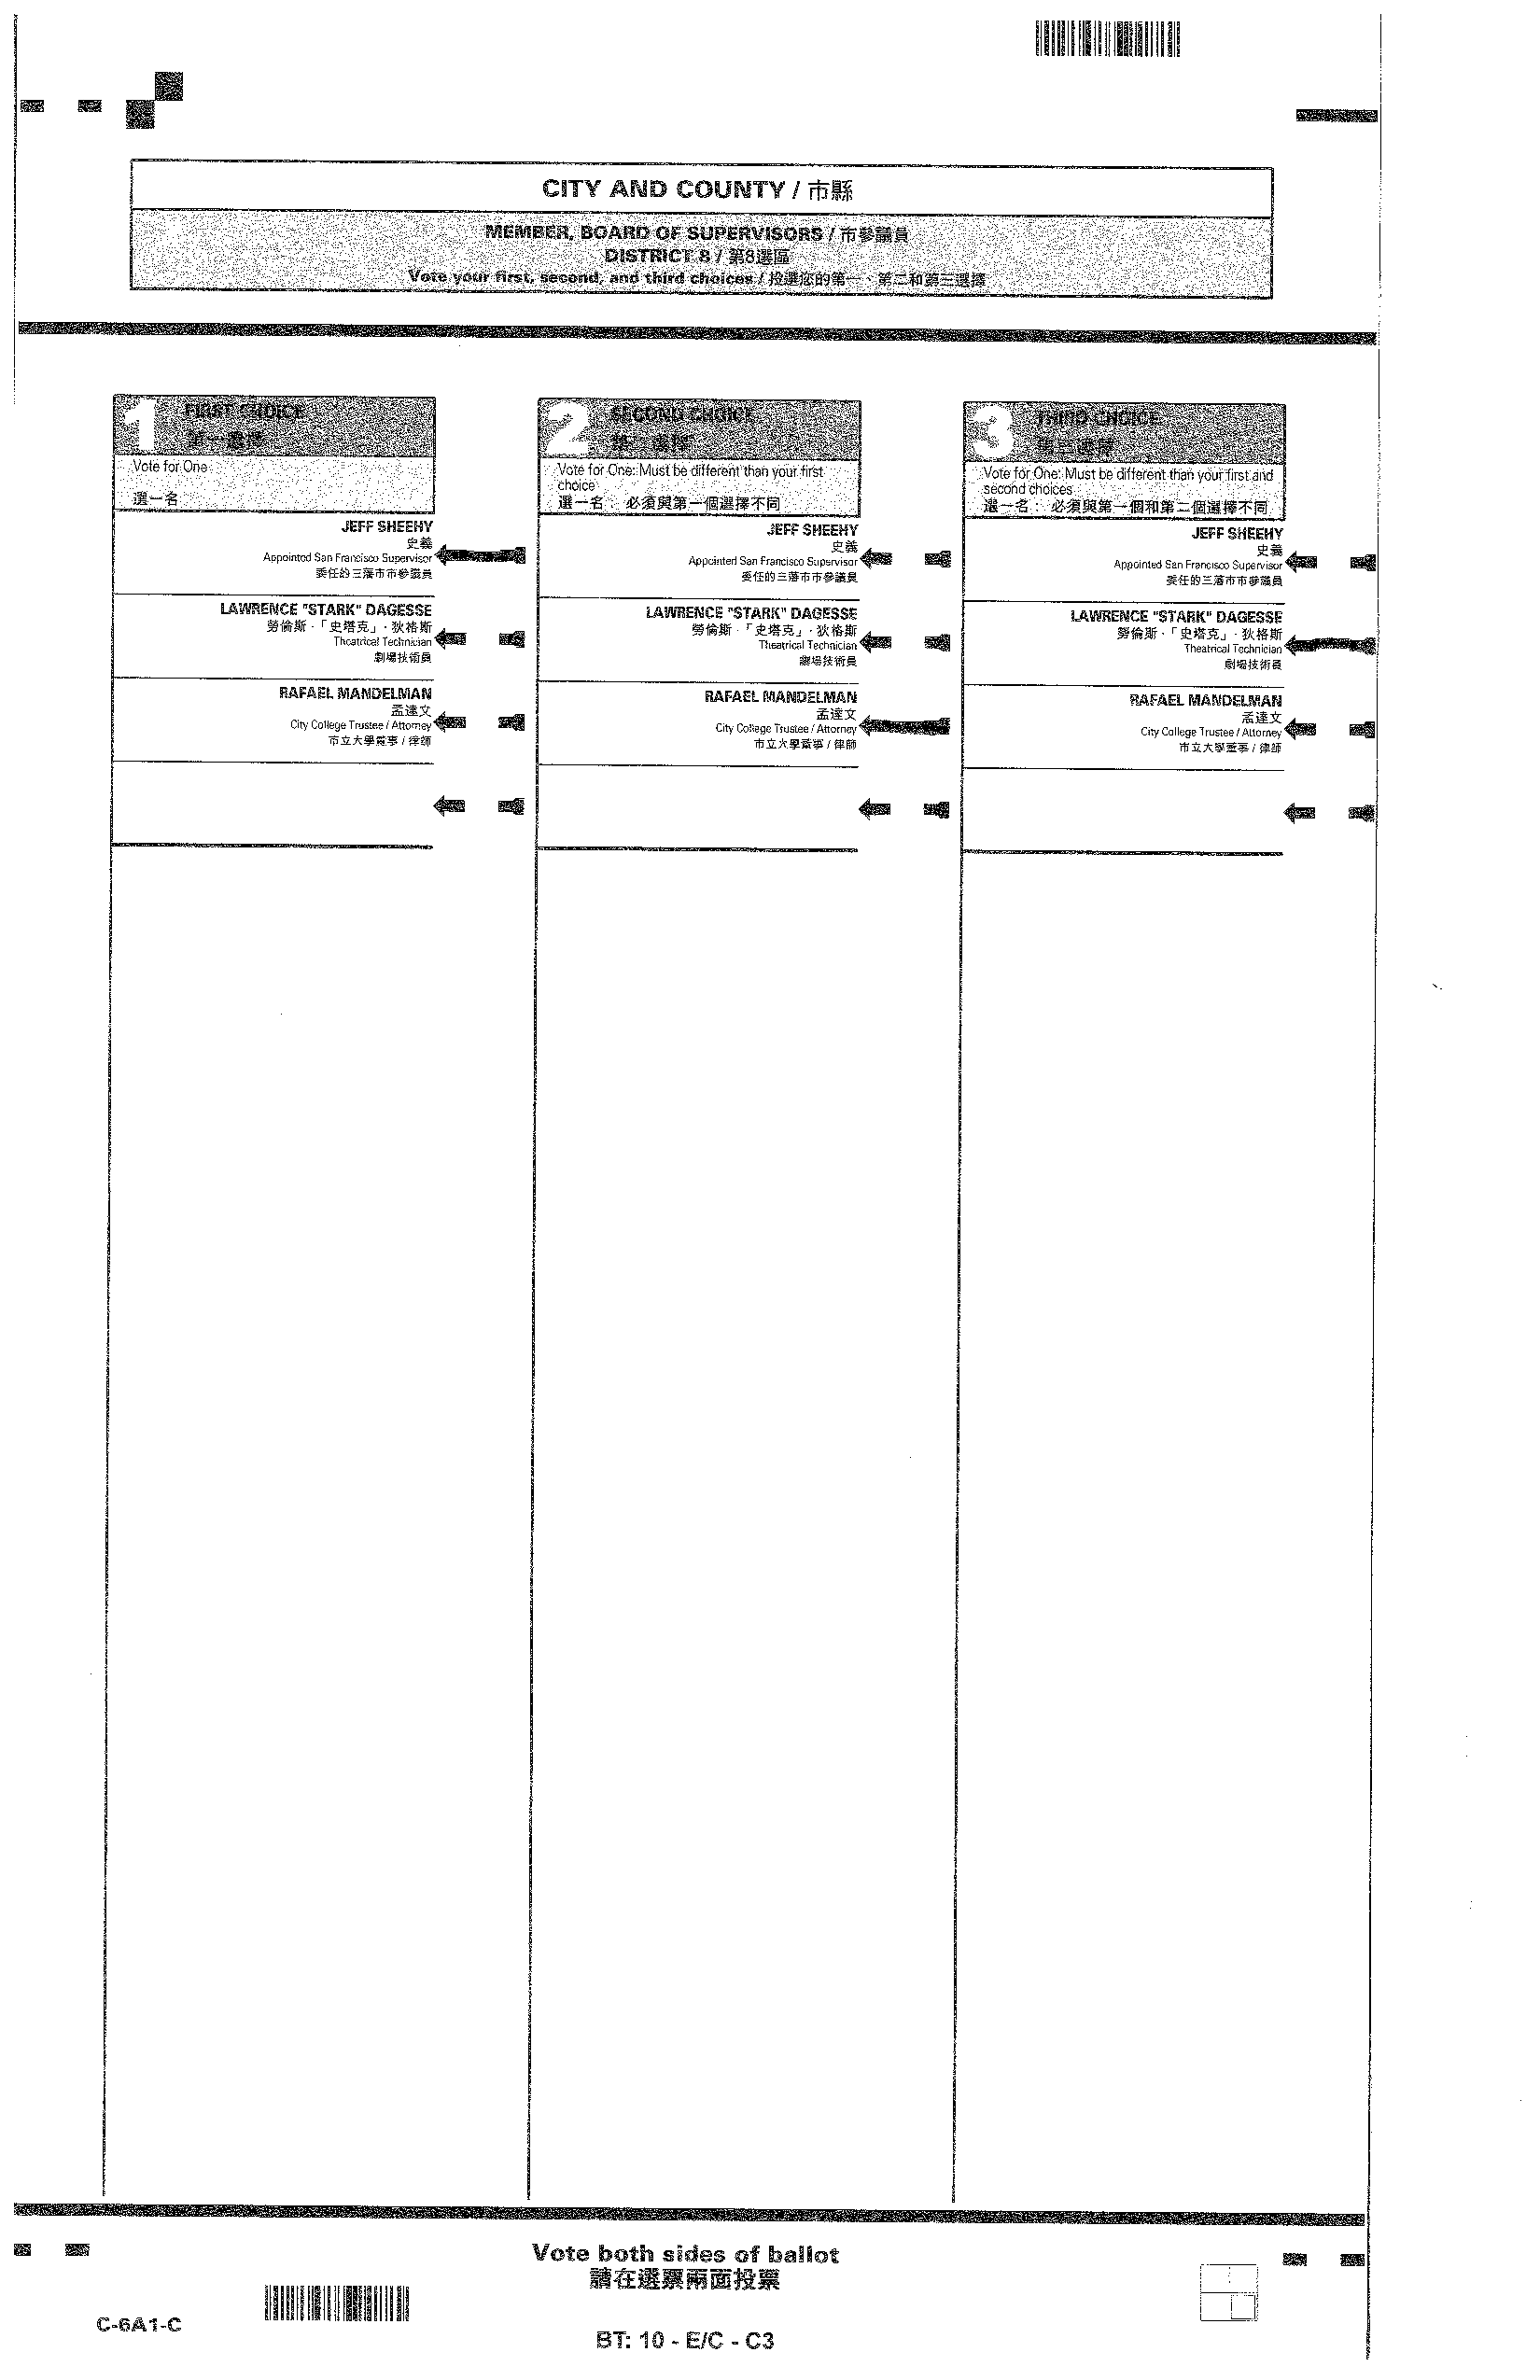 CITY AND COUNTY / 市縣
MEMBER, BOARD OF SUPERVISORS / 市參議員
DISTRICT 8 / 第8選區
Vote your first, second, and third choices / 投選您的第一、第二和第三選擇
1 FIRST CHOICE
第一選擇
Vote for One
選一名
JEFF SHEEHY
史義
Appointed San Francisco Supervisor
委任的三藩市市參議員
LAWRENCE "STARK" DAGESSE
勞倫斯·「史塔克」·狄格斯
Theatrical Technician
劇場技術員
RAFAEL MANDELMAN
孟達文
City College Trustee / Attorney
市立大學董事 / 律師
2 SECOND CHOICE
第二選擇
Vote for One: Must be different than your first
choice
選一名： 必須與第一個選擇不同
JEFF SHEEHY
史義
Appointed San Francisco Supervisor
委任的三藩市市參議員
LAWRENCE "STARK" DAGESSE
勞倫斯·「史塔克」·狄格斯
Theatrical Technician
劇場技術員
RAFAEL MANDELMAN
孟達文
City College Trustee / Attorney
市立大學董事 / 律師
3 THIRD CHOICE
第三選擇
Vote for One: Must be different than your first and
second choices
選一名： 必須與第一個和第二個選擇不同
JEFF SHEEHY
史義
Appointed San Francisco Supervisor
委任的三藩市市參議員
LAWRENCE "STARK" DAGESSE
勞倫斯·「史塔克」·狄格斯
Theatrical Technician
劇場技術員
RAFAEL MANDELMAN
孟達文
City College Trustee / Attorney
市立大學董事 / 律師
Vote both sides of ballot
請在選票兩面投票
C-6A1-C
BT: 10 - E/C - C3